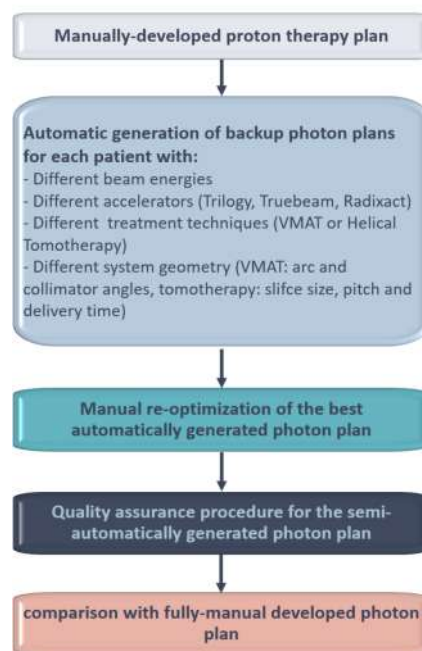 Manually-developed proton therapy plan
Automatic generation of backup photon plans
for each patient with:
- Different beam energies
- Different accelerators (Trilogy, Truebeam, Radixact)
- Different treatment techniques (VMAT or Helical
Tomotherapy)
- Different system geometry (VMAT: arc and
collimator angles, tomotherapy: slifce size, pitch and
delivery time)
Manual re-optimization of the best
automatically generated photon plan
Quality assurance procedure for the semi-
automatically generated photon plan
comparison with fully-manual developed photon
plan